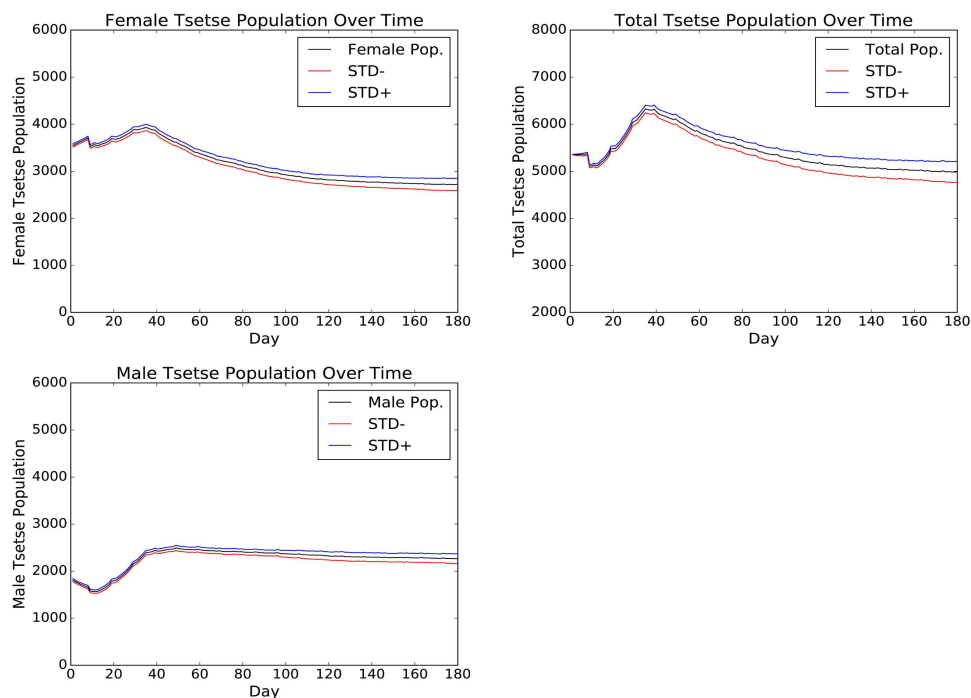 Female Tsetse Population Over Time
6000
5000
4000
3000
2000
1000
0
Female Tsetse Population
Female Pop.
STD-
STD+
0 20 40 60 80 100 120 140 160 180
Day
Total Tsetse Population Over Time
8000
7000
6000
5000
4000
3000
2000
Total Tsetse Population
Total Pop.
STD-
STD+
0 20 40 60 80 100 120 140 160 180
Day
Male Tsetse Population Over Time
6000
5000
4000
3000
2000
1000
0
Male Tsetse Population
Male Pop.
STD-
STD+
0 20 40 60 80 100 120 140 160 180
Day